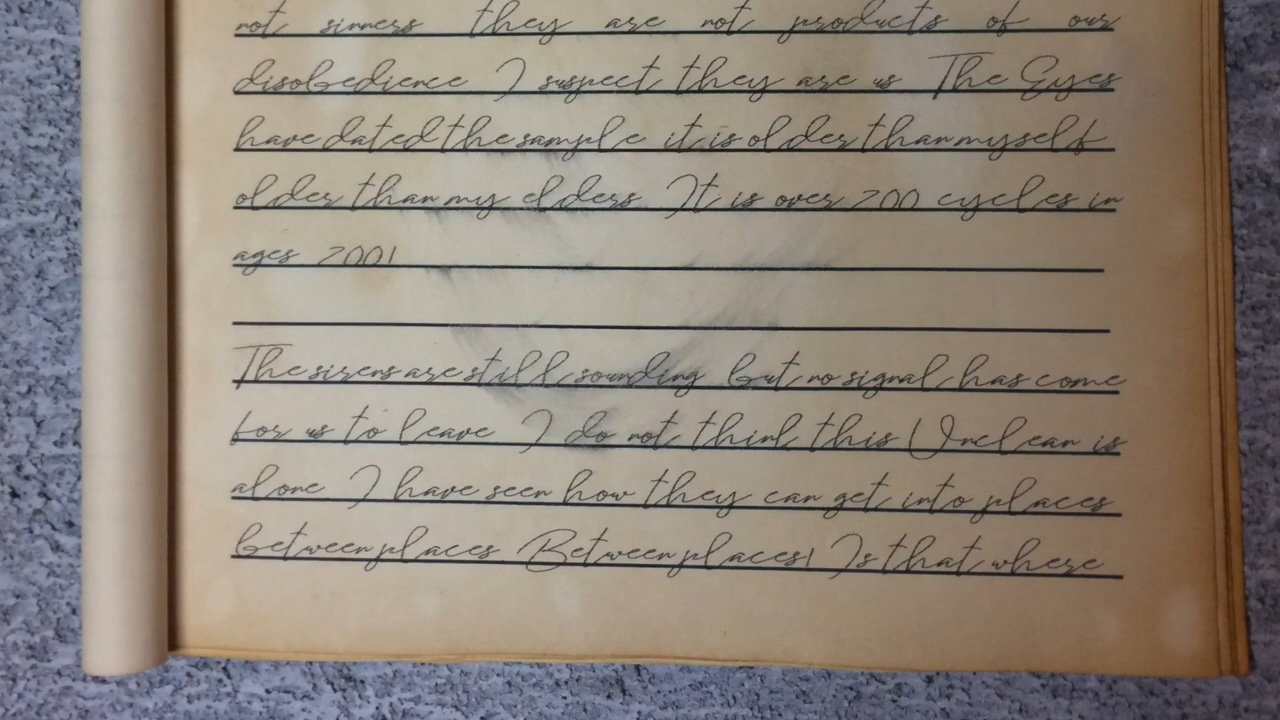 not sinners they are not products of our
disobedience I suspect they are us The Eyes
have dated the sample it is older than myself
older than my elders It is over 200 cycles in
ages 200!
The sirens are still sounding but no signal has come
for us to leave I do not think this Unclean is
alone I have seen how they can get into places
between places Between places! Is that where